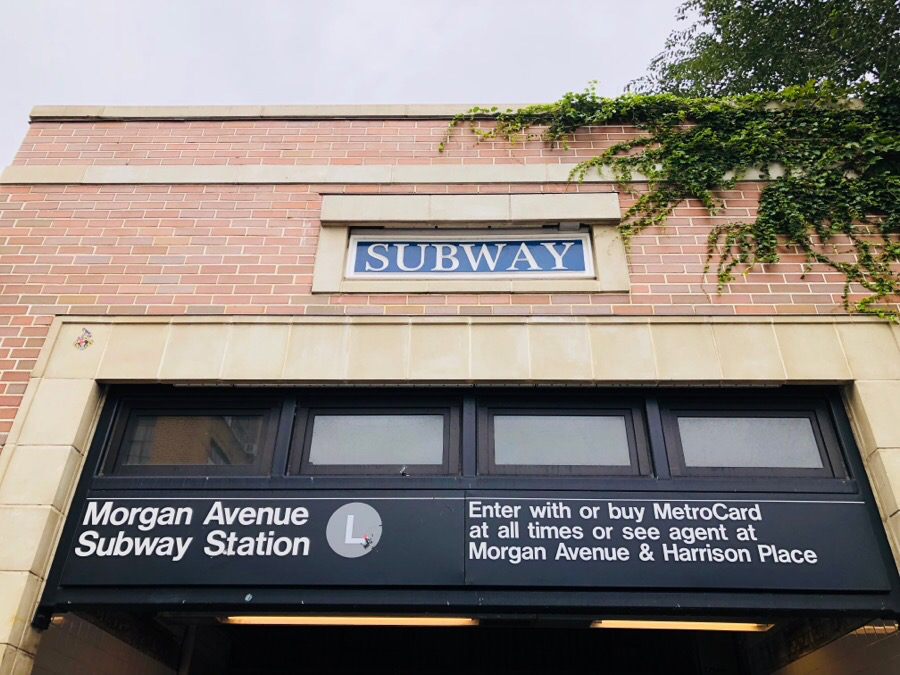 SUBWAY
Morgan Avenue
Subway Station
L
Enter with or buy MetroCard
at all times or see agent at
Morgan Avenue & Harrison Place